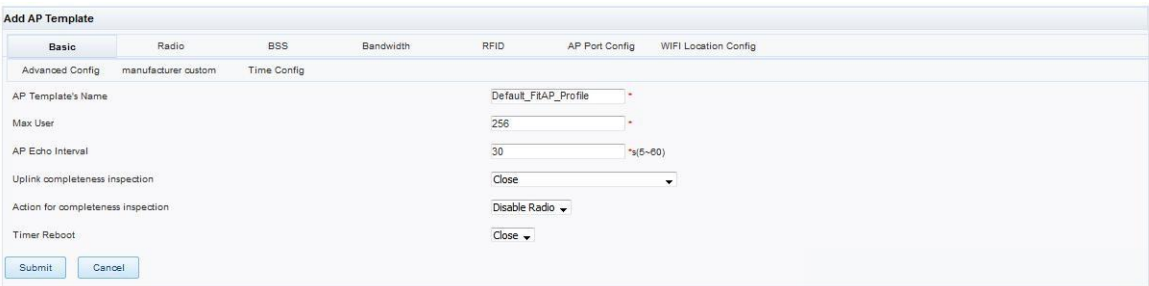 Add AP Template
Basic Radio BSS Bandwidth RFID AP Port Config WIFI Location Config
Advanced Config manufacturer custom Time Config
AP Template's Name Default_FitAP_Profile *
Max User 256 *
AP Echo Interval 30 *s(5~60)
Uplink completeness inspection Close
Action for completeness inspection Disable Radio
Timer Reboot Close
Submit Cancel